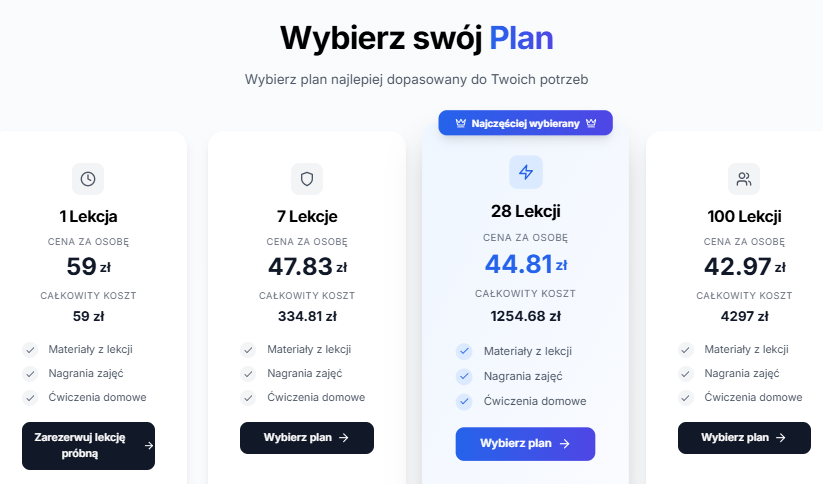 Wybierz swój Plan
Wybierz plan najlepiej dopasowany do Twoich potrzeb
1 Lekcja
CENA ZA OSOBĘ
59 zł
CAŁKOWITY KOSZT
59 zł
Materiały z lekcji
Nagrania zajęć
Ćwiczenia domowe
Zarezerwuj lekcję
próbną
7 Lekcje
CENA ZA OSOBĘ
47.83 zł
CAŁKOWITY KOSZT
334.81 zł
Materiały z lekcji
Nagrania zajęć
Ćwiczenia domowe
Wybierz plan
Najczęściej wybierany
28 Lekcji
CENA ZA OSOBĘ
44.81 zł
CAŁKOWITY KOSZT
1254.68 zł
Materiały z lekcji
Nagrania zajęć
Ćwiczenia domowe
Wybierz plan
100 Lekcji
CENA ZA OSOBĘ
42.97 zł
CAŁKOWITY KOSZT
4297 zł
Materiały z lekcji
Nagrania zajęć
Ćwiczenia domowe
Wybierz plan